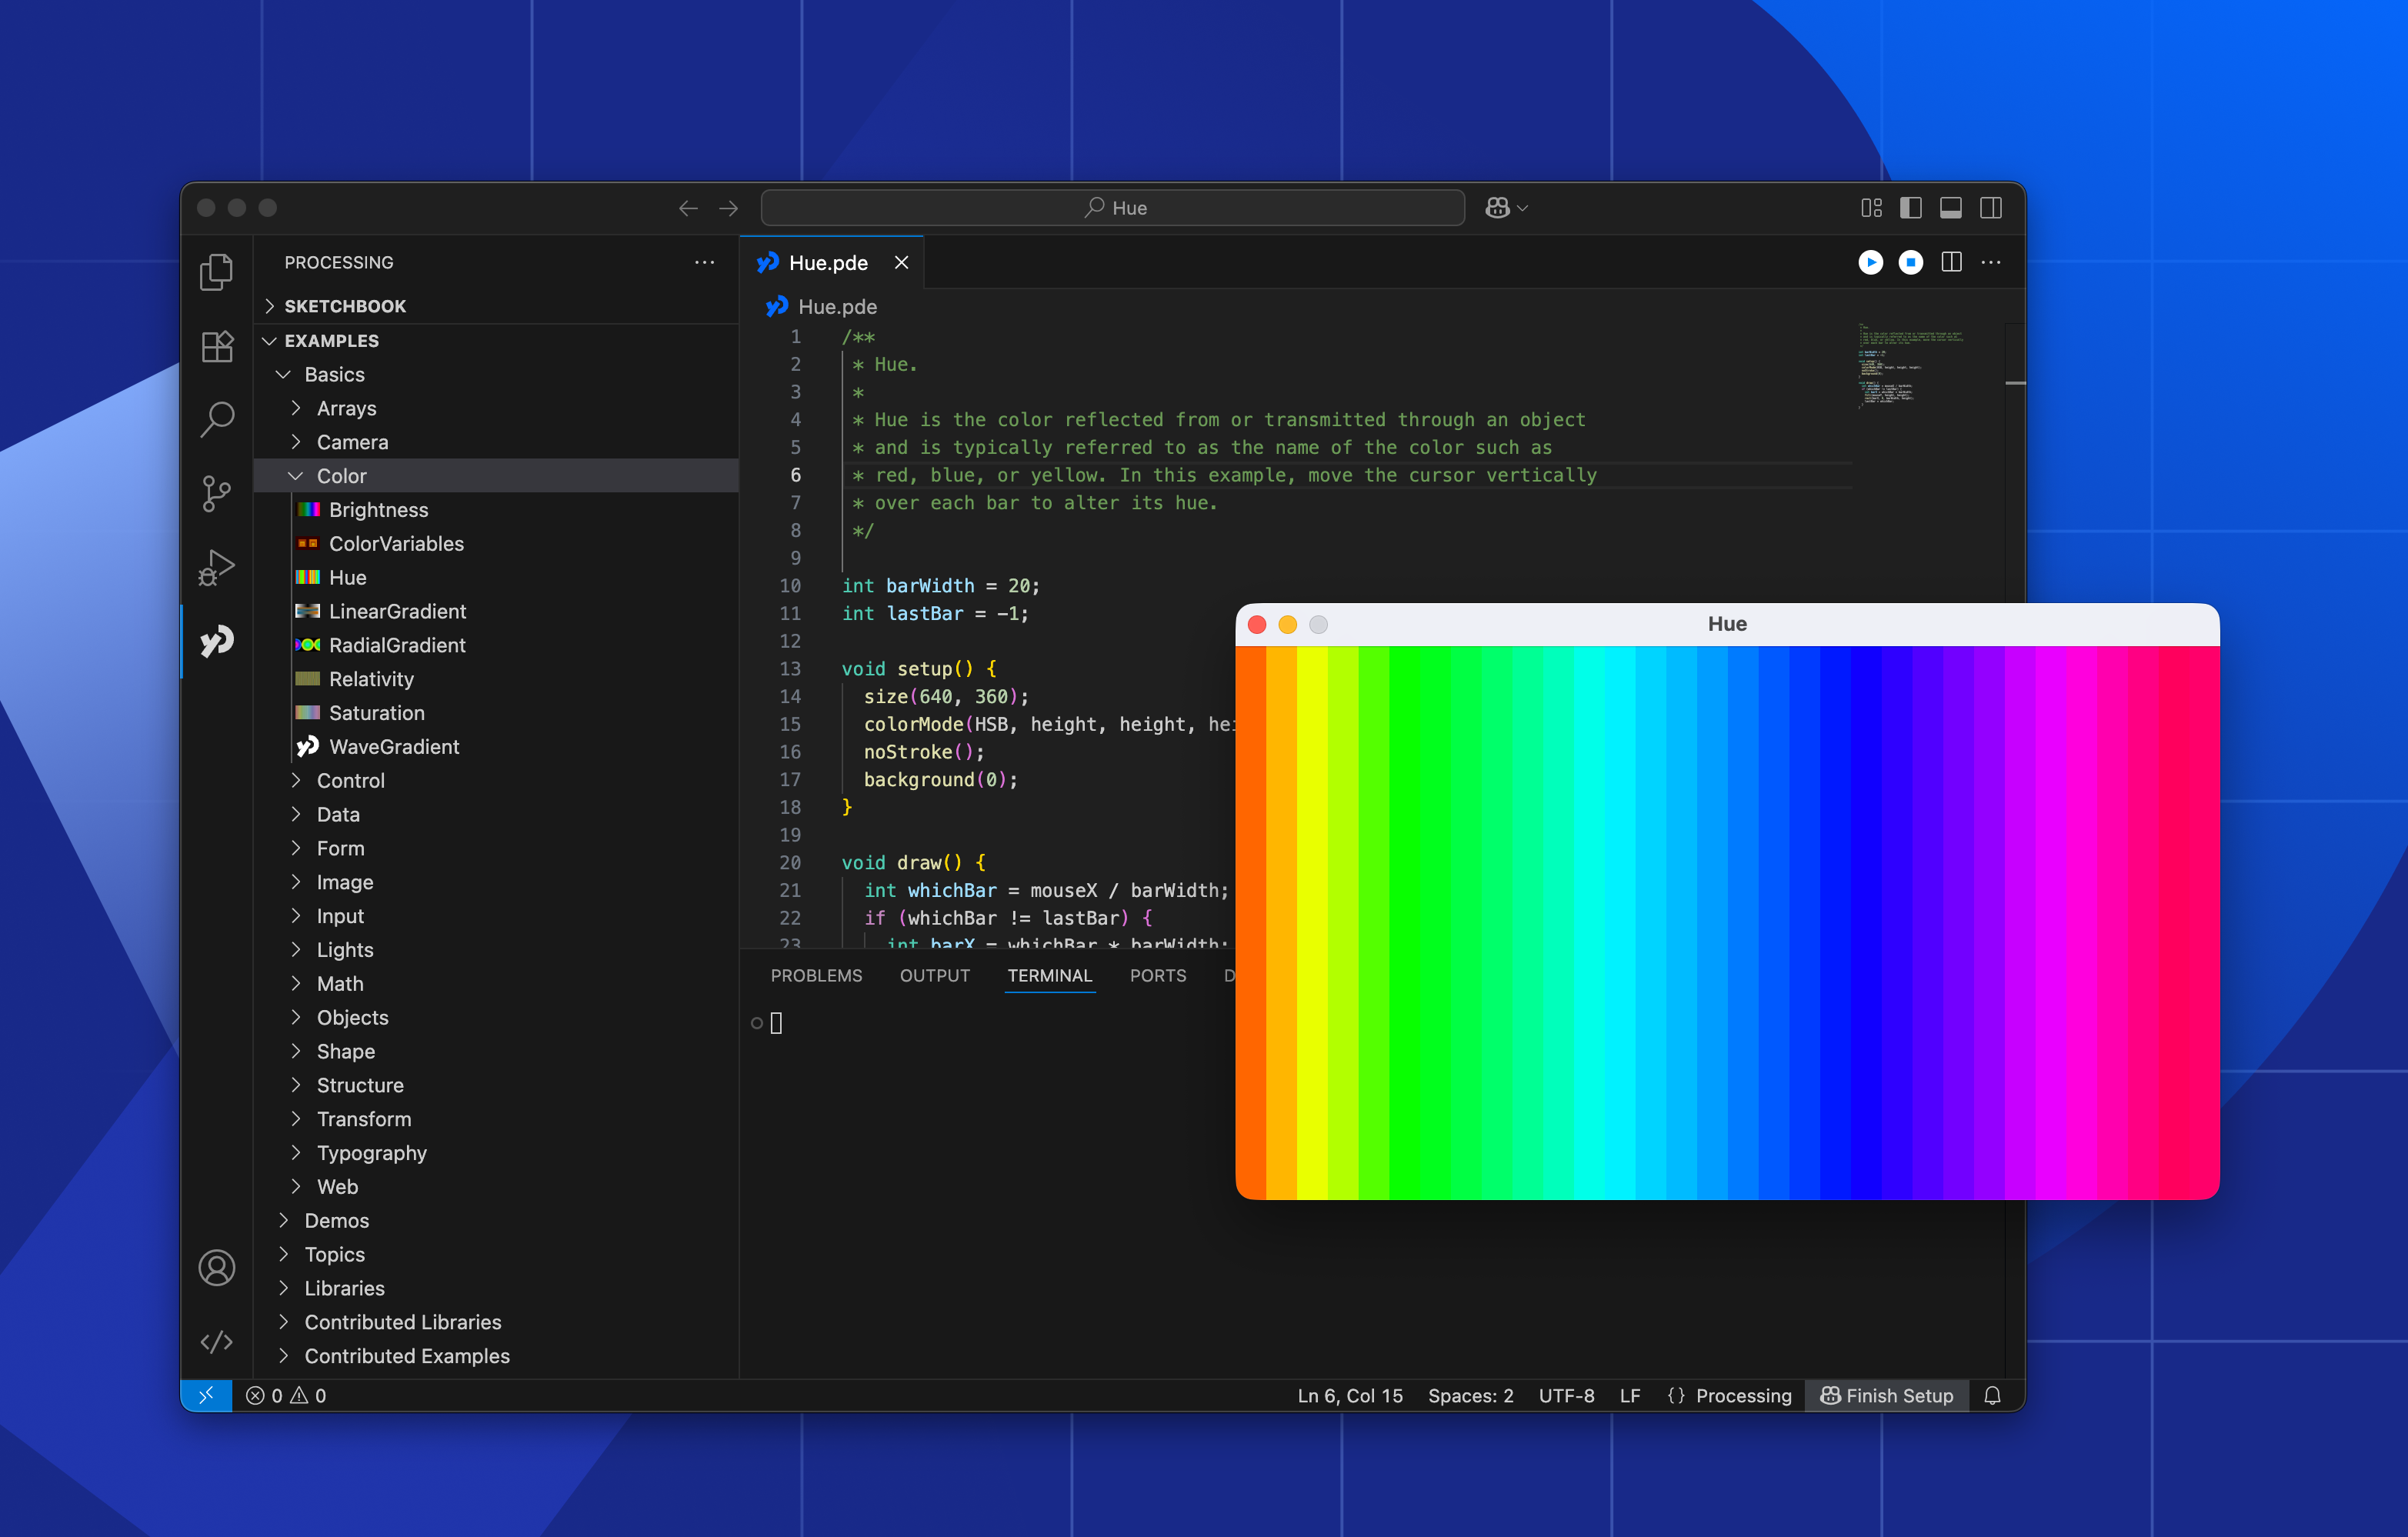 Hue
PROCESSING
SKETCHBOOK
EXAMPLES
Basics
Arrays
Camera
Color
Brightness
ColorVariables
Hue
LinearGradient
RadialGradient
Relativity
Saturation
WaveGradient
Control
Data
Form
Image
Input
Lights
Math
Objects
Shape
Structure
Transform
Typography
Web
Demos
Topics
Libraries
Contributed Libraries
Contributed Examples
Hue.pde
Hue.pde
1 /**
2  * Hue.
3  *
4  * Hue is the color reflected from or transmitted through an object
5  * and is typically referred to as the name of the color such as
6  * red, blue, or yellow. In this example, move the cursor vertically
7  * over each bar to alter its hue.
8  */
9
10 int barWidth = 20;
11 int lastBar = -1;
12
13 void setup() {
14   size(640, 360);
15   colorMode(HSB, height, height, hei
16   noStroke();
17   background(0);
18 }
19
20 void draw() {
21   int whichBar = mouseX / barWidth;
22   if (whichBar != lastBar) {
23     int barX = whichBar * barWidth;
PROBLEMS OUTPUT TERMINAL PORTS D
Hue
0 0
Ln 6, Col 15 Spaces: 2 UTF-8 LF {} Processing Finish Setup